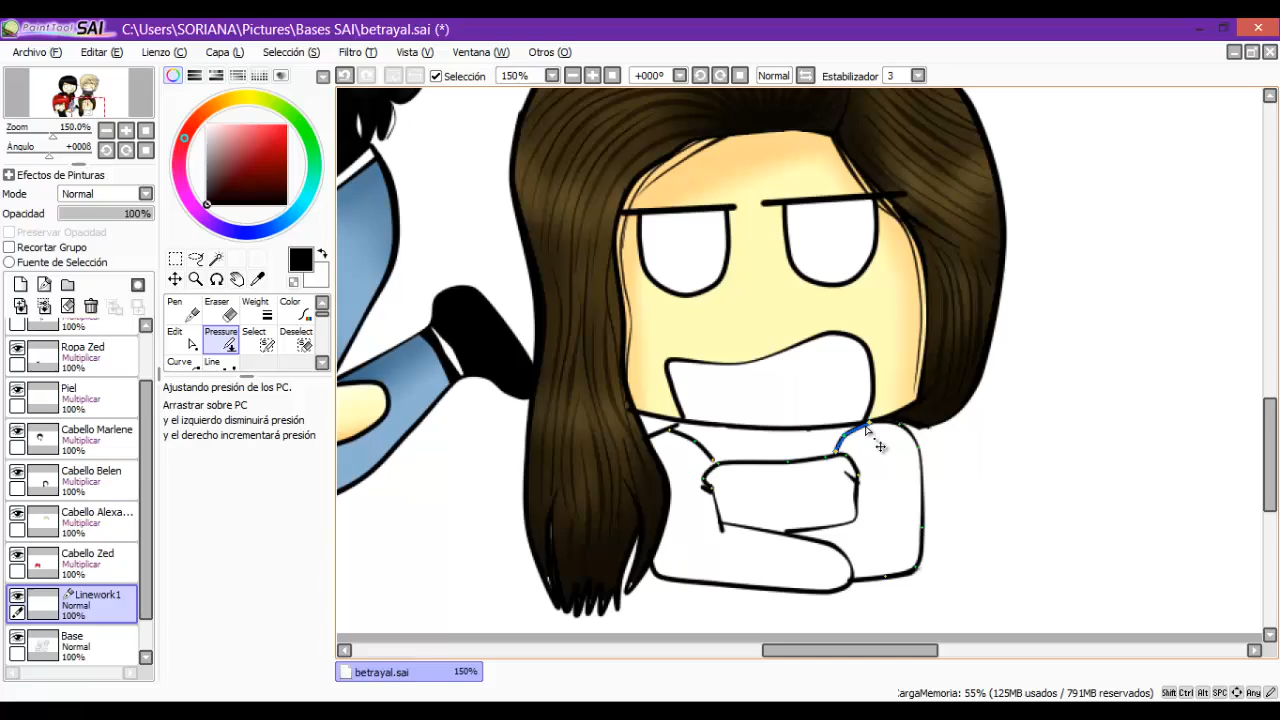 PaintTool SAI C:\Users\SORIANA\Pictures\Bases SAI\betrayal.sai (*)
Archivo (F) Editar (E) Lienzo (C) Capa (L) Selección (S) Filtro (T) Vista (V) Ventana (W) Otros (O)
Selección 150% +000º Normal Estabilizador 3
Zoom 150.0%
Ángulo +000ß
Efectos de Pinturas
Mode Normal
Opacidad 100%
Preservar Opacidad
Recortar Grupo
Fuente de Selección
100%
Ropa Zed
Multiplicar
100%
Piel
Multiplicar
100%
Cabello Marlene
Multiplicar
100%
Cabello Belen
Multiplicar
100%
Cabello Alexa...
Multiplicar
100%
Cabello Zed
Multiplicar
100%
Linework1
Normal
100%
Base
Normal
100%
Pen Eraser Weight Color
Edit Pressure Select Deselect
Curve Line
Ajustando presión de los PC.
Arrastrar sobre PC
y el izquierdo disminuirá presión
y el derecho incrementará presión
betrayal.sai 150%
CargaMemoria: 55% (125MB usados / 791MB reservados) Shift Ctrl Alt SPC Any